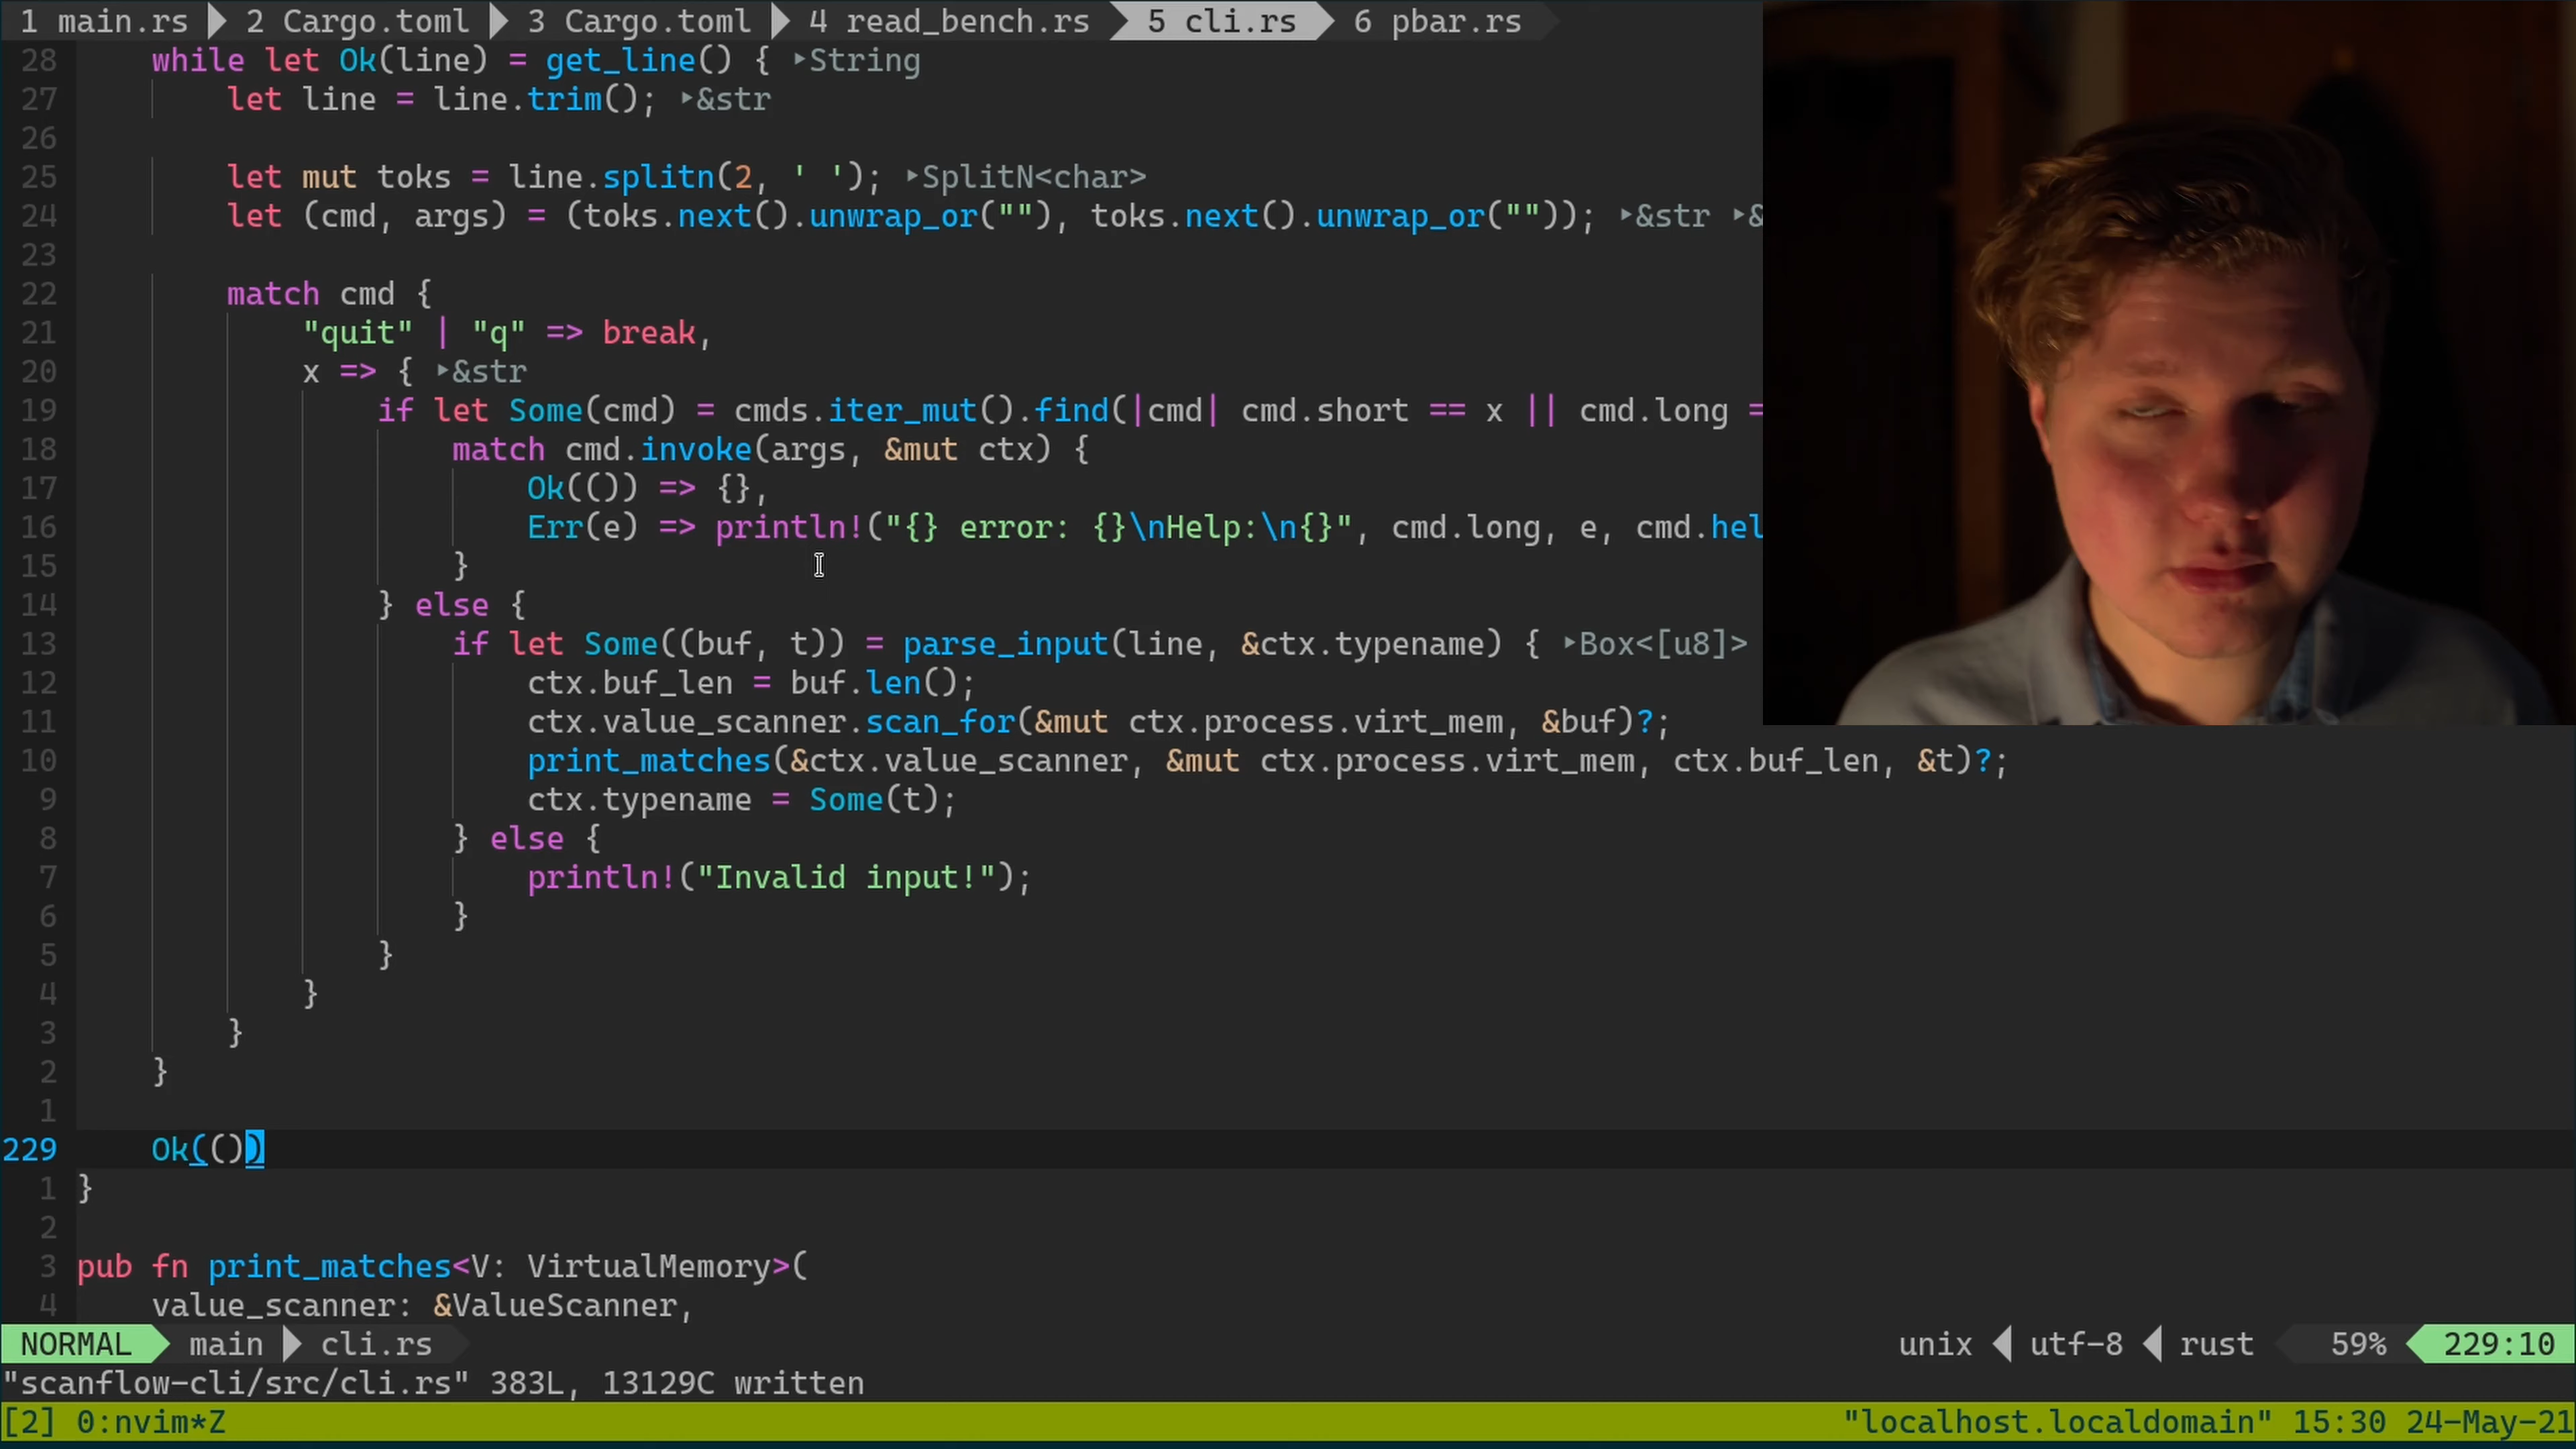 1 main.rs 2 Cargo.toml 3 Cargo.toml 4 read_bench.rs 5 cli.rs 6 pbar.rs
28 while let Ok(line) = get_line() { ‣String
27 let line = line.trim(); ‣&str
26
25 let mut toks = line.splitn(2, ' '); ‣SplitN<char>
24 let (cmd, args) = (toks.next().unwrap_or(""), toks.next().unwrap_or("")); ‣&str ‣&
23
22 match cmd {
21 "quit" | "q" => break,
20 x => { ‣&str
19 if let Some(cmd) = cmds.iter_mut().find(|cmd| cmd.short == x || cmd.long =
18 match cmd.invoke(args, &mut ctx) {
17 Ok(()) => {},
16 Err(e) => println!("{} error: {}\nHelp:\n{}", cmd.long, e, cmd.hel
15 }
14 } else {
13 if let Some((buf, t)) = parse_input(line, &ctx.typename) { ‣Box<[u8]>
12 ctx.buf_len = buf.len();
11 ctx.value_scanner.scan_for(&mut ctx.process.virt_mem, &buf)?;
10 print_matches(&ctx.value_scanner, &mut ctx.process.virt_mem, ctx.buf_len, &t)?;
9 ctx.typename = Some(t);
8 } else {
7 println!("Invalid input!");
6 }
5 }
4 }
3 }
2 }
1
229 Ok(())
1 }
2
3 pub fn print_matches<V: VirtualMemory>(
4 value_scanner: &ValueScanner,
NORMAL main cli.rs unix utf-8 rust 59% 229:10
"scanflow-cli/src/cli.rs" 383L, 13129C written
[2] 0:nvim*Z "localhost.localdomain" 15:30 24-May-21